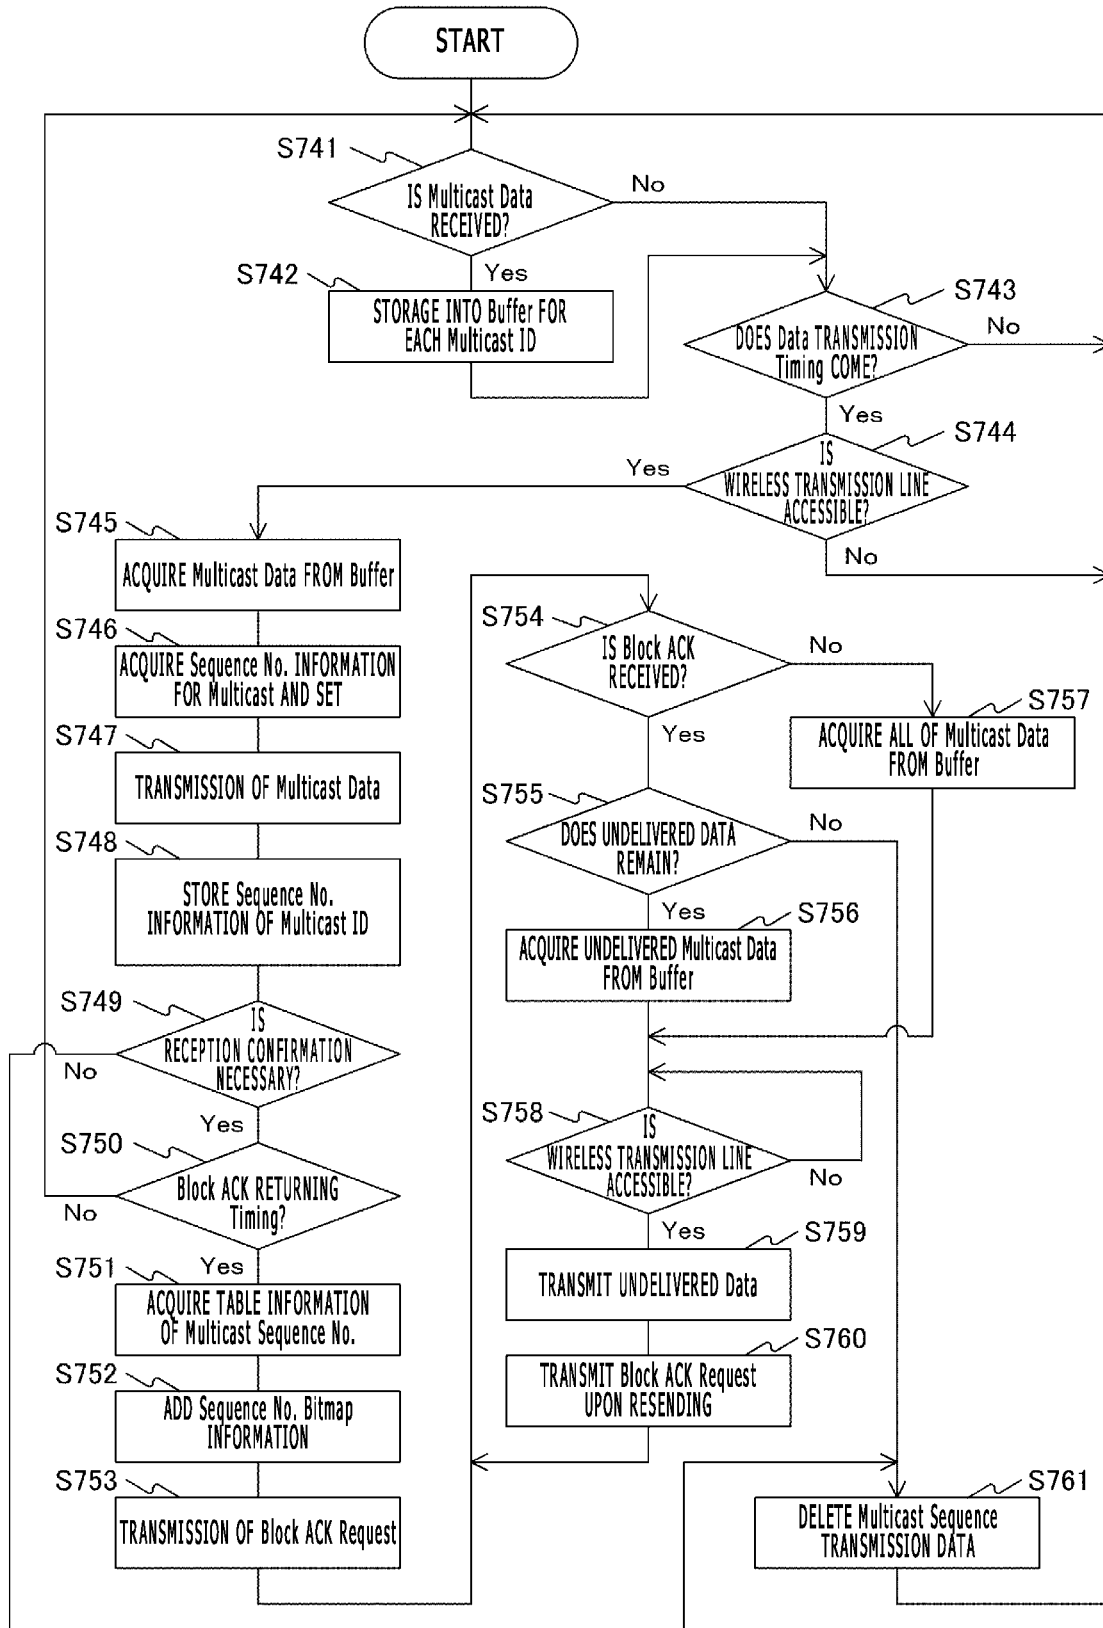 START
S741
IS Multicast Data
RECEIVED?
No
Yes
S742
STORAGE INTO Buffer FOR
EACH Multicast ID
S743
DOES Data TRANSMISSION
Timing COME?
No
Yes
S744
IS
WIRELESS TRANSMISSION LINE
ACCESSIBLE?
Yes
No
S745
ACQUIRE Multicast Data FROM Buffer
S746
ACQUIRE Sequence No. INFORMATION
FOR Multicast AND SET
S747
TRANSMISSION OF Multicast Data
S748
STORE Sequence No.
INFORMATION OF Multicast ID
S749
IS
RECEPTION CONFIRMATION
NECESSARY?
No
Yes
S750
Block ACK RETURNING
Timing?
No
Yes
S751
ACQUIRE TABLE INFORMATION
OF Multicast Sequence No.
S752
ADD Sequence No. Bitmap
INFORMATION
S753
TRANSMISSION OF Block ACK Request
S754
IS Block ACK
RECEIVED?
No
Yes
S757
ACQUIRE ALL OF Multicast Data
FROM Buffer
S755
DOES UNDELIVERED DATA
REMAIN?
No
Yes
S756
ACQUIRE UNDELIVERED Multicast Data
FROM Buffer
S758
IS
WIRELESS TRANSMISSION LINE
ACCESSIBLE?
No
Yes
S759
TRANSMIT UNDELIVERED Data
S760
TRANSMIT Block ACK Request
UPON RESENDING
S761
DELETE Multicast Sequence
TRANSMISSION DATA